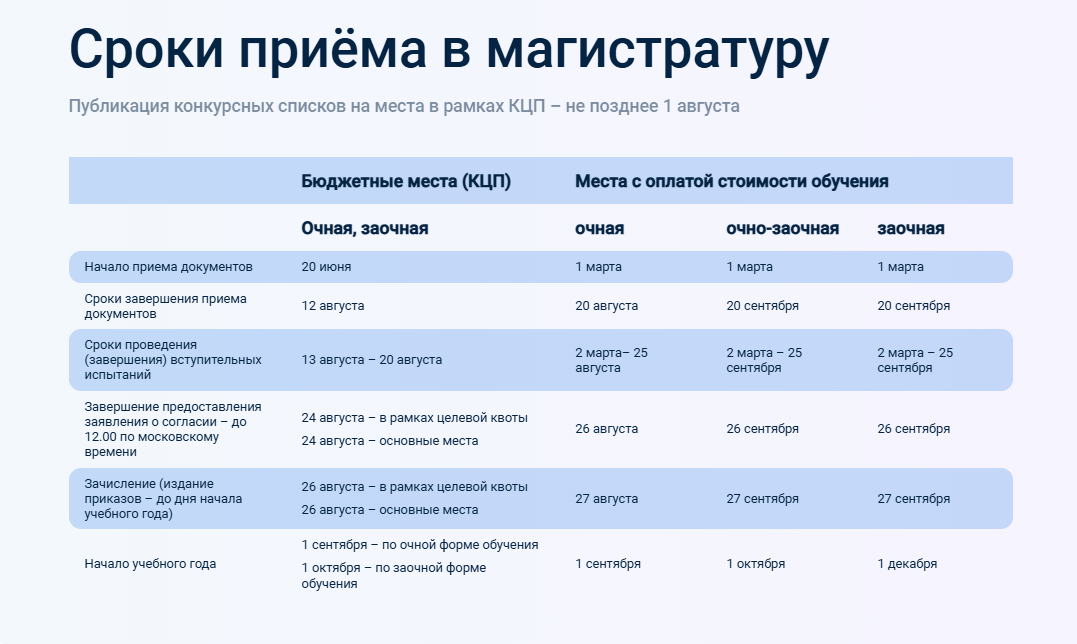 Сроки приёма в магистратуру
Публикация конкурсных списков на места в рамках КЦП – не позднее 1 августа
Бюджетные места (КЦП) Места с оплатой стоимости обучения
Очная, заочная очная очно-заочная заочная
Начало приема документов 20 июня 1 марта 1 марта 1 марта
Сроки завершения приема
документов
12 августа 20 августа 20 сентября 20 сентября
Сроки проведения
(завершения) вступительных
испытаний
13 августа – 20 августа
2 марта– 25
августа
2 марта – 25
сентября
2 марта – 25
сентября
Завершение предоставления
заявления о согласии – до
12.00 по московскому
времени
24 августа – в рамках целевой квоты
24 августа – основные места
26 августа 26 сентября 26 сентября
Зачисление (издание
приказов – до дня начала
учебного года)
26 августа – в рамках целевой квоты
26 августа – основные места
27 августа 27 сентября 27 сентября
Начало учебного года
1 сентября – по очной форме обучения
1 октября – по заочной форме
обучения
1 сентября 1 октября 1 декабря